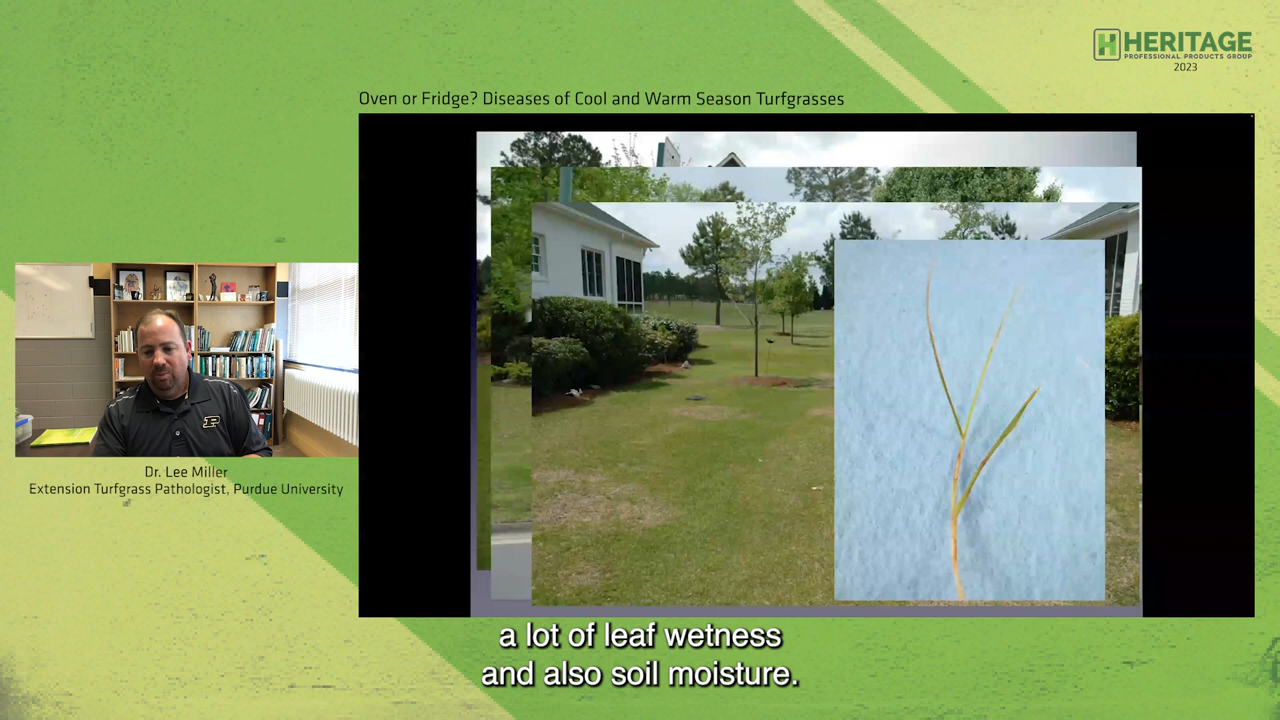 HERITAGE
PROFESSIONAL PRODUCTS GROUP
2023
Oven or Fridge? Diseases of Cool and Warm Season Turfgrasses
P
Dr. Lee Miller
Extension Turfgrass Pathologist, Purdue University
a lot of leaf wetness
and also soil moisture.